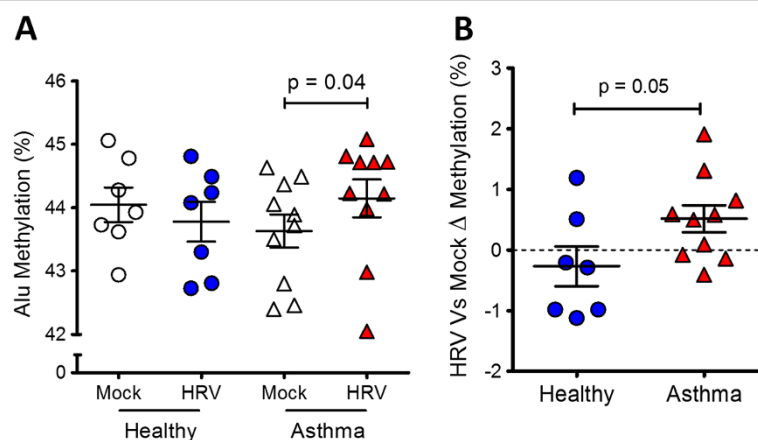 A
Alu Methylation (%)
46
45
44
43
42
0
p = 0.04
Mock HRV Mock HRV
Healthy Asthma
B
HRV Vs Mock Δ Methylation (%)
3
2
1
0
-1
-2
p = 0.05
Healthy Asthma